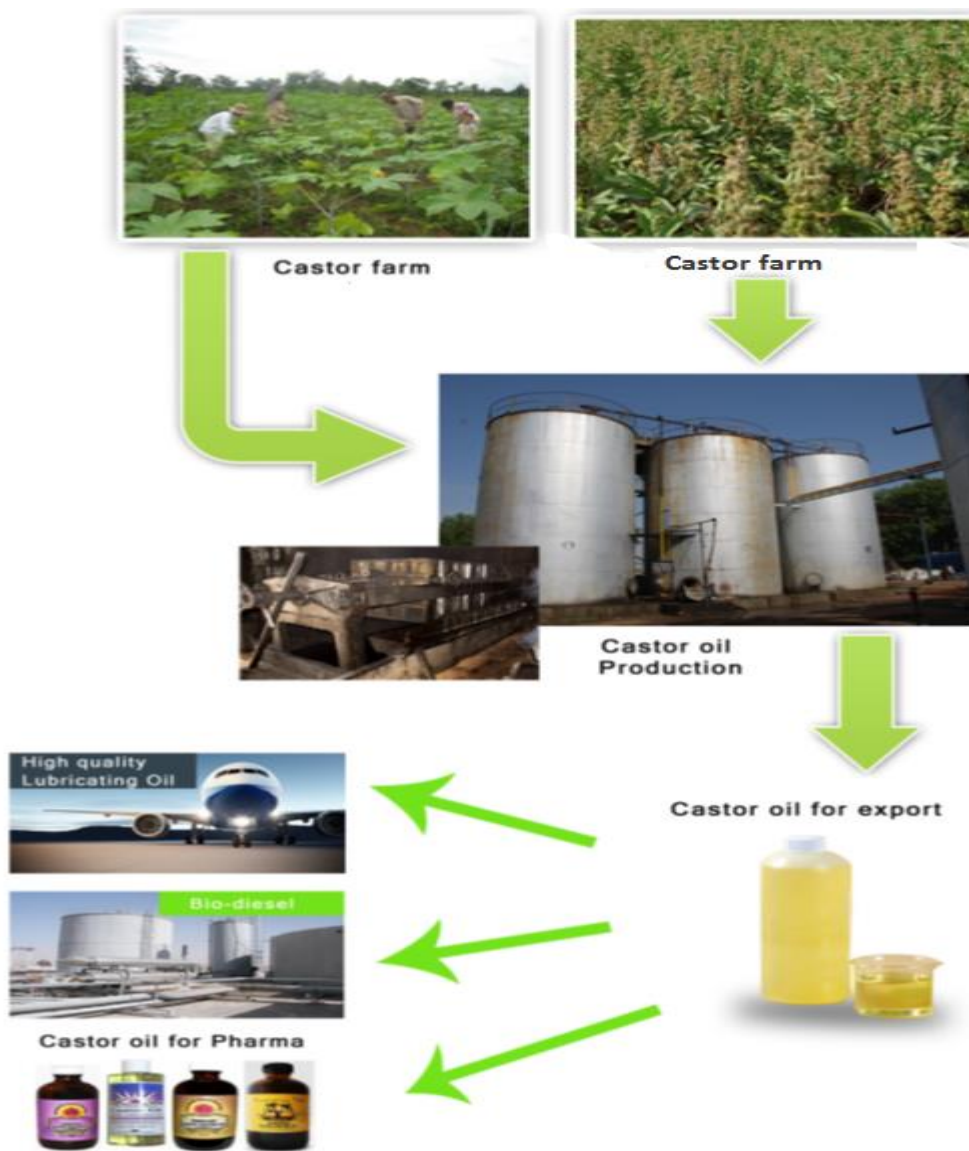 Castor farm
Castor farm
Castor oil
Production
High quality
Lubricating Oil
Castor oil for export
Bio-diesel
Castor oil for Pharma